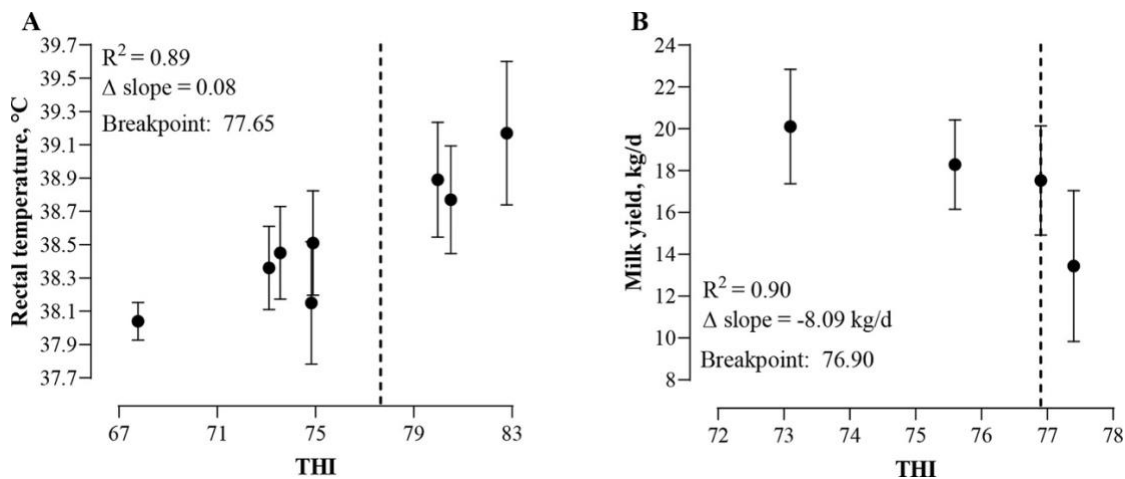 A
R² = 0.89
Δ slope = 0.08
Breakpoint: 77.65
Rectal temperature, °C
39.7
39.5
39.3
39.1
38.9
38.7
38.5
38.3
38.1
37.9
37.7
67 71 75 79 83
THI
B
Milk yield, kg/d
24
22
20
18
16
14
12
10
8
R² = 0.90
Δ slope = -8.09 kg/d
Breakpoint: 76.90
72 73 74 75 76 77 78
THI